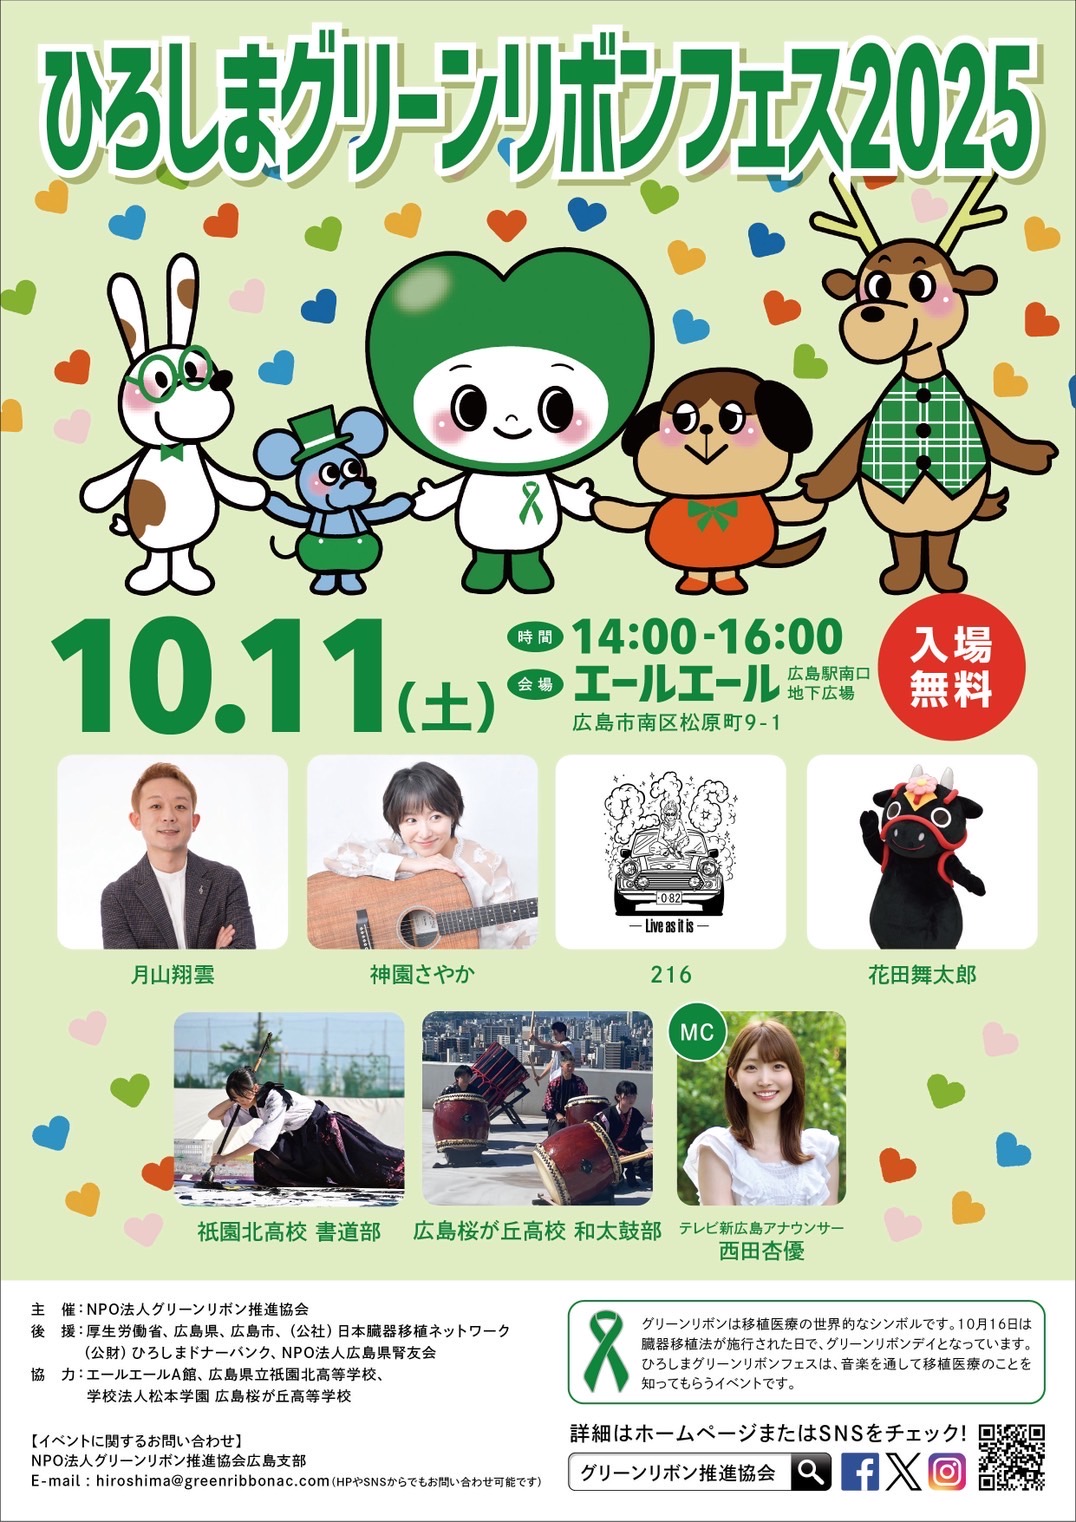 ひろしまグリーンリボンフェス2025
10.11(土)
時間 14:00-16:00
会場 エールエール 広島駅南口
地下広場
広島市南区松原町9-1
入場
無料
216
082
Live as it is
月山翔雲
神園さやか
216
花田舞太郎
MC
祇園北高校 書道部
広島桜が丘高校 和太鼓部
テレビ新広島アナウンサー
西田杏優
主　催：NPO法人グリーンリボン推進協会
後　援：厚生労働省、広島県、広島市、（公社）日本臓器移植ネットワーク
（公財）ひろしまドナーバンク、NPO法人広島県腎友会
協　力：エールエールA館、広島県立祇園北高等学校、
学校法人松本学園 広島桜が丘高等学校
【イベントに関するお問い合わせ】
NPO法人グリーンリボン推進協会広島支部
E-mail：hiroshima@greenribbonac.com（HPやSNSからでもお問い合わせ可能です）
グリーンリボンは移植医療の世界的なシンボルです。10月16日は
臓器移植法が施行された日で、グリーンリボンデイとなっています。
ひろしまグリーンリボンフェスは、音楽を通して移植医療のことを
知ってもらうイベントです。
詳細はホームページまたはSNSをチェック！
グリーンリボン推進協会